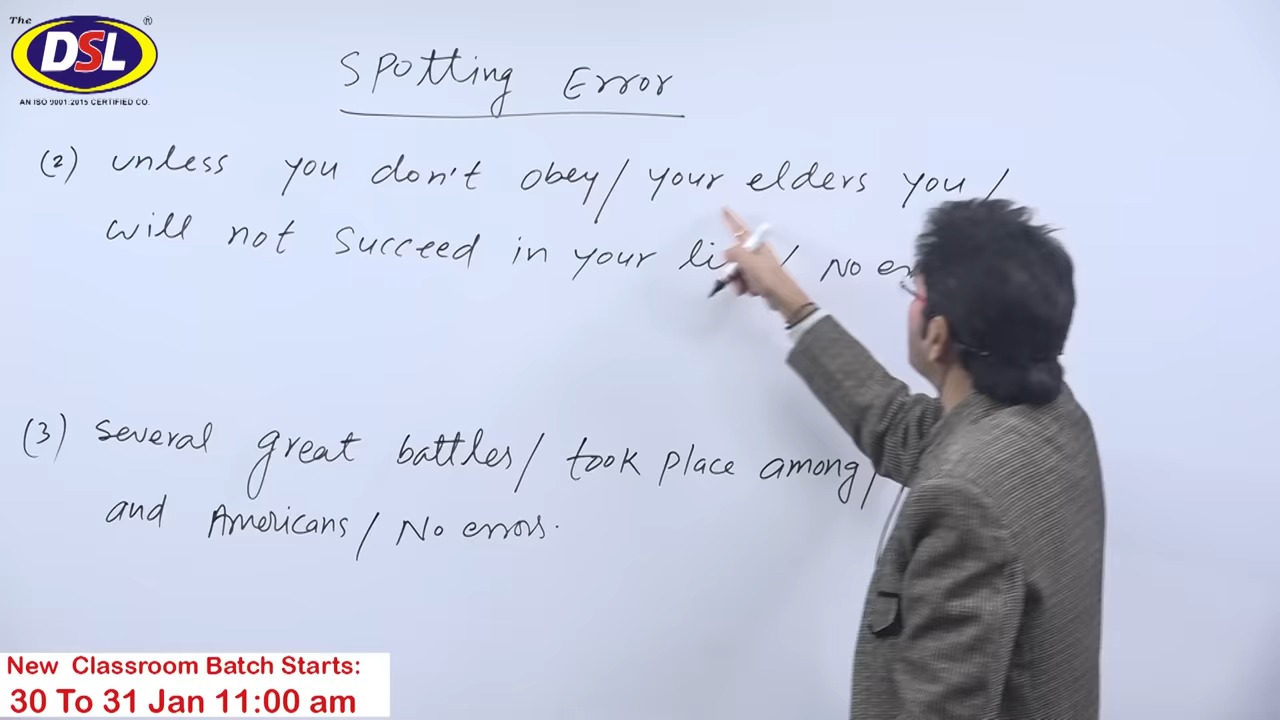 The
DSL
®
AN ISO 9001:2015 CERTIFIED CO.
Spotting Error
(2) unless you don't obey/ your elders you /
will not succeed in your / No
(3) several great battles/ took place among/
and Americans/ No errors.
New Classroom Batch Starts:
30 To 31 Jan 11:00 am